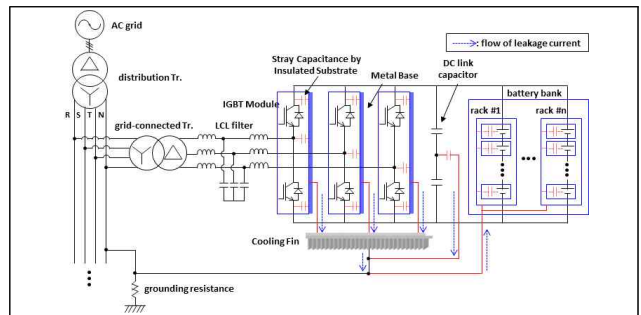 AC grid
distribution Tr.
R S T N
grid-connected Tr.
LCL filter
IGBT Module
Stray Capacitance by
Insulated Substrate
Metal Base
DC link
capacitor
: flow of leakage current
battery bank
rack #1
rack #n
Cooling Fin
grounding resistance